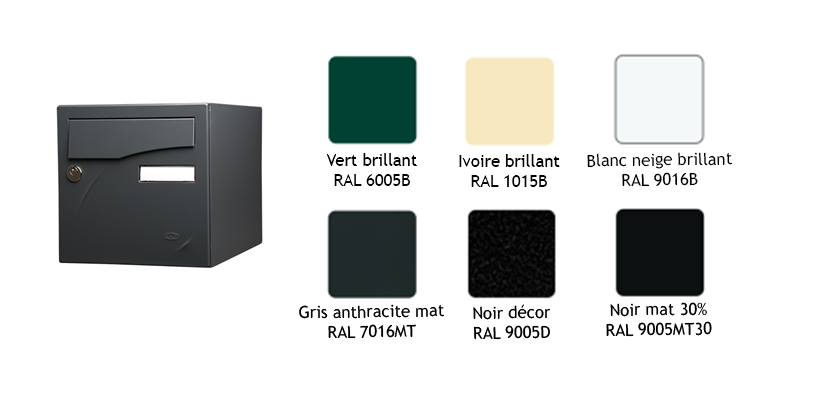 Vert brillant
RAL 6005B
Ivoire brillant
RAL 1015B
Blanc neige brillant
RAL 9016B
Gris anthracite mat
RAL 7016MT
Noir décor
RAL 9005D
Noir mat 30%
RAL 9005MT30